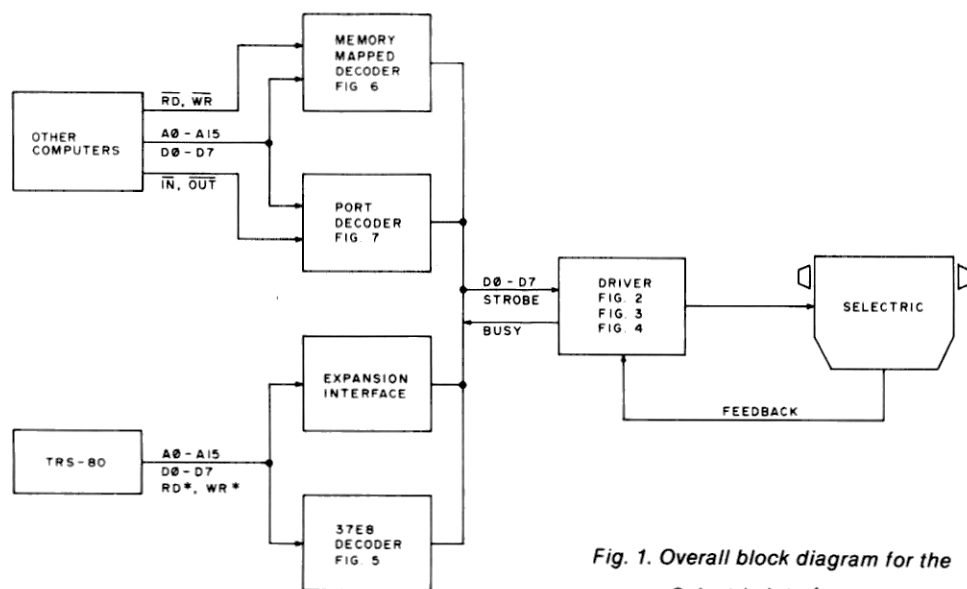 MEMORY
MAPPED
DECODER
FIG. 6
RD, WR
OTHER
COMPUTERS
AØ - A15
DØ - D7
IN, OUT
PORT
DECODER
FIG. 7
DØ - D7
STROBE
BUSY
DRIVER
FIG. 2
FIG. 3
FIG. 4
SELECTRIC
EXPANSION
INTERFACE
FEEDBACK
TRS-80
AØ - A15
DØ - D7
RD*, WR*
37E8
DECODER
FIG. 5
Fig. 1. Overall block diagram for the